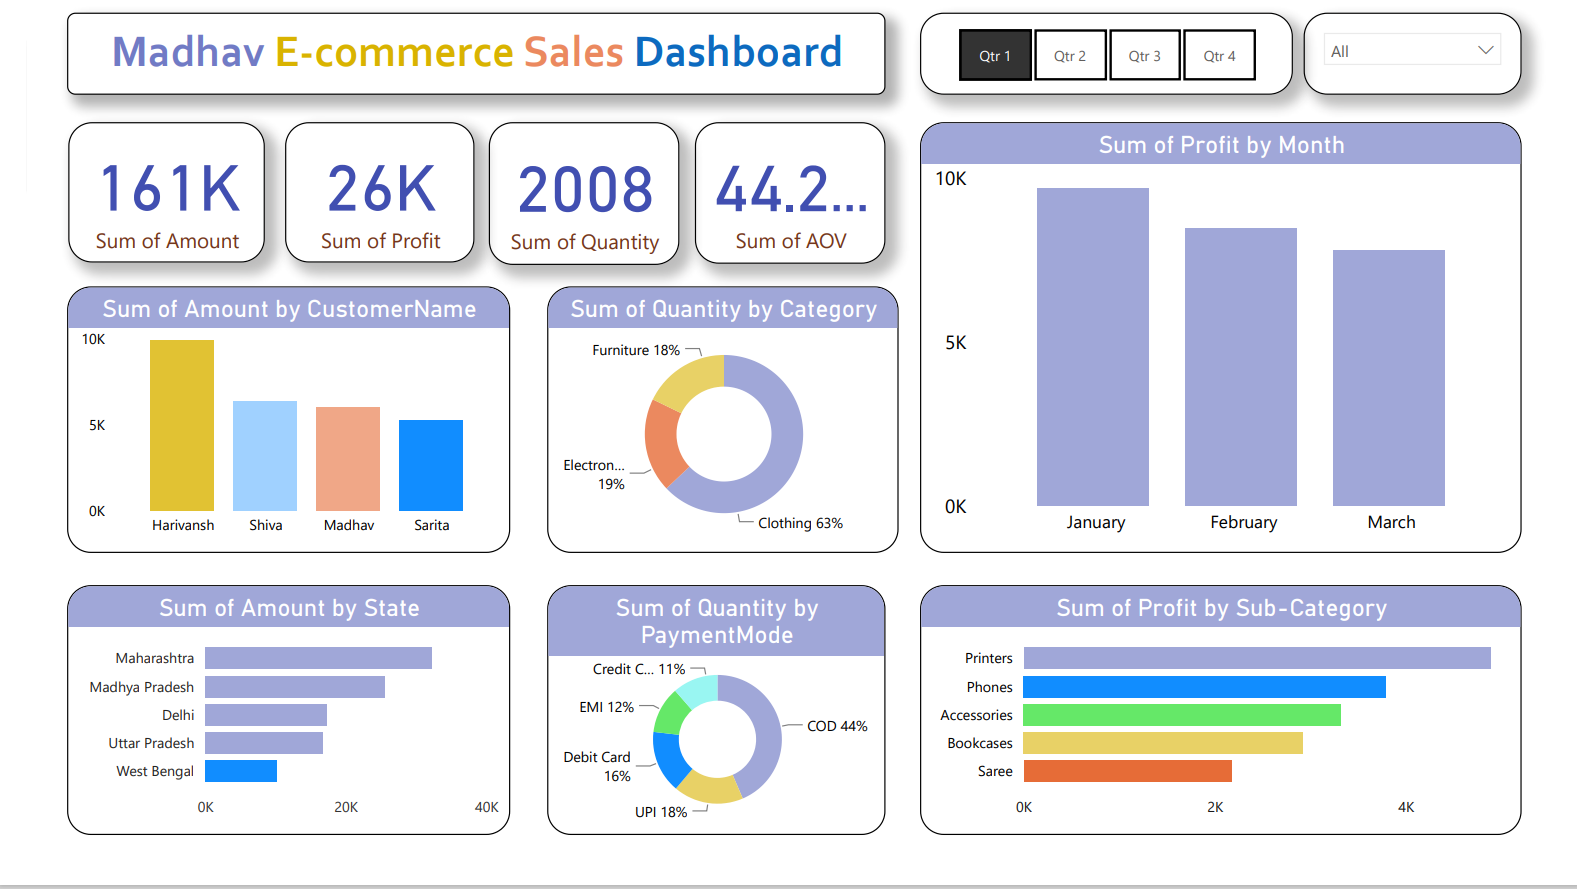 Madhav E-commerce Sales Dashboard
Qtr 1
Qtr 2
Qtr 3
Qtr 4
All
161K
Sum of Amount
26K
Sum of Profit
2008
Sum of Quantity
44.2...
Sum of AOV
Sum of Profit by Month
10K
5K
0K
January
February
March
Sum of Amount by CustomerName
10K
5K
0K
Harivansh
Shiva
Madhav
Sarita
Sum of Quantity by Category
Furniture 18%
Electron...
19%
Clothing 63%
Sum of Amount by State
Maharashtra
Madhya Pradesh
Delhi
Uttar Pradesh
West Bengal
0K
20K
40K
Sum of Quantity by
PaymentMode
Credit C... 11%
EMI 12%
COD 44%
Debit Card
16%
UPI 18%
Sum of Profit by Sub-Category
Printers
Phones
Accessories
Bookcases
Saree
0K
2K
4K